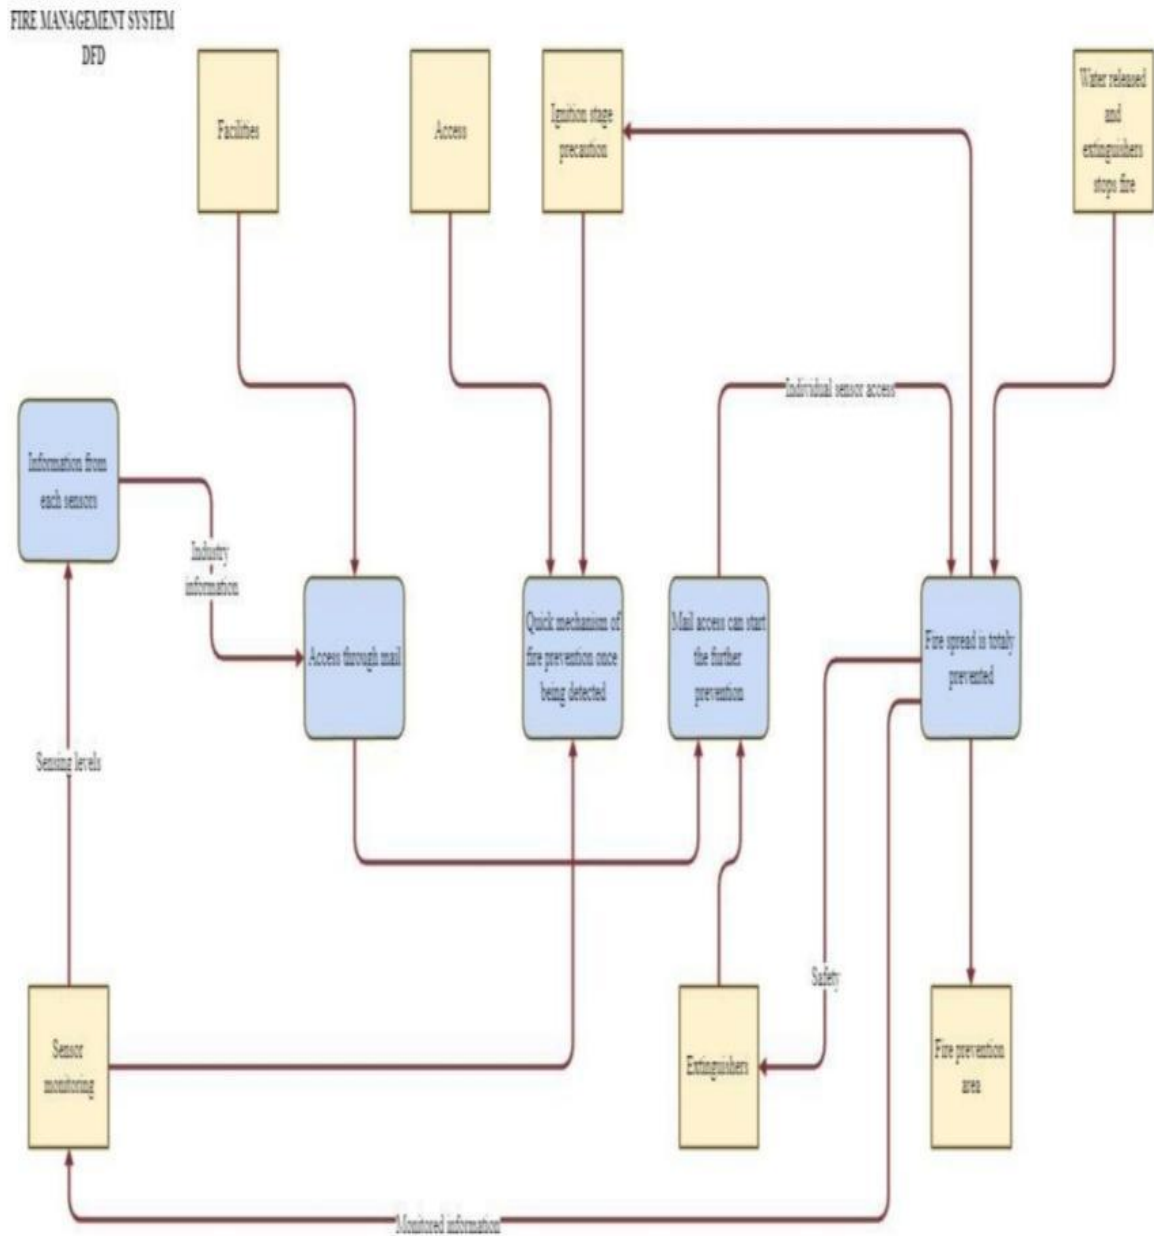 FIRE MANAGEMENT SYSTEM
DFD
Facilities
Access
Ignition stage
precaution
Water released
and
extinguishers
stops fire
Individual sensor access
Information from
each sensors
Industry
information
Access through mail
Quick mechanism of
fire prevention once
being detected
Mail access can start
the further
prevention
Fire spread is totaly
prevented
Sensing levels
Safety
Sensor
monitoring
Extinguishers
Fire prevention
area
Monitored information